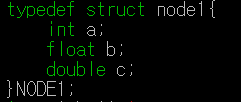 typedef struct node1{
    int a;
    float b;
    double c;
}NODE1;